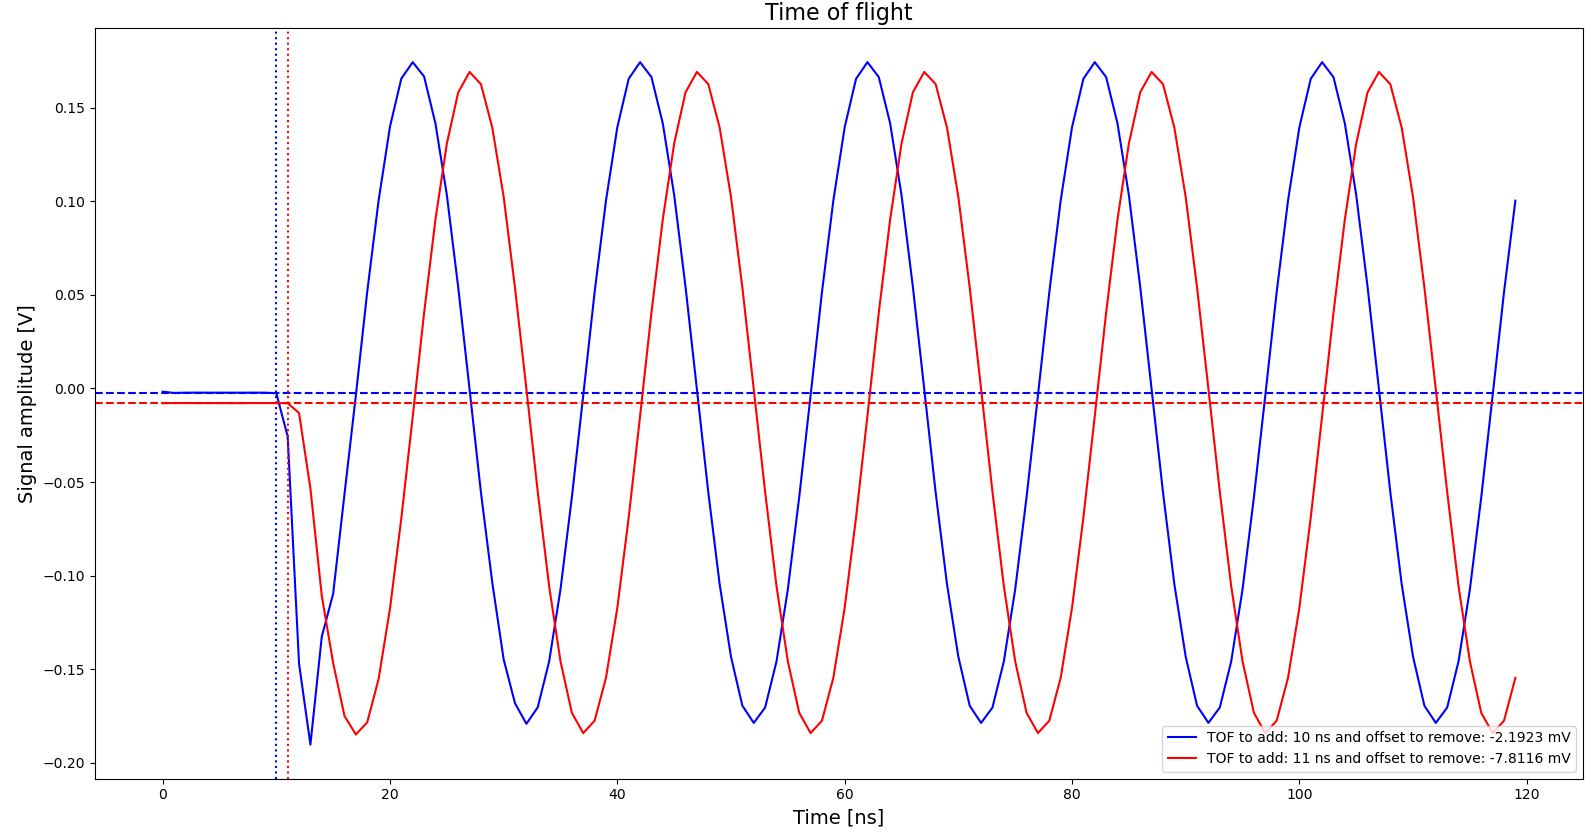 Time of flight
Signal amplitude [V]
0.15
0.10
0.05
0.00
−0.05
−0.10
−0.15
−0.20
TOF to add: 10 ns and offset to remove: -2.1923 mV
TOF to add: 11 ns and offset to remove: -7.8116 mV
0 20 40 60 80 100 120
Time [ns]